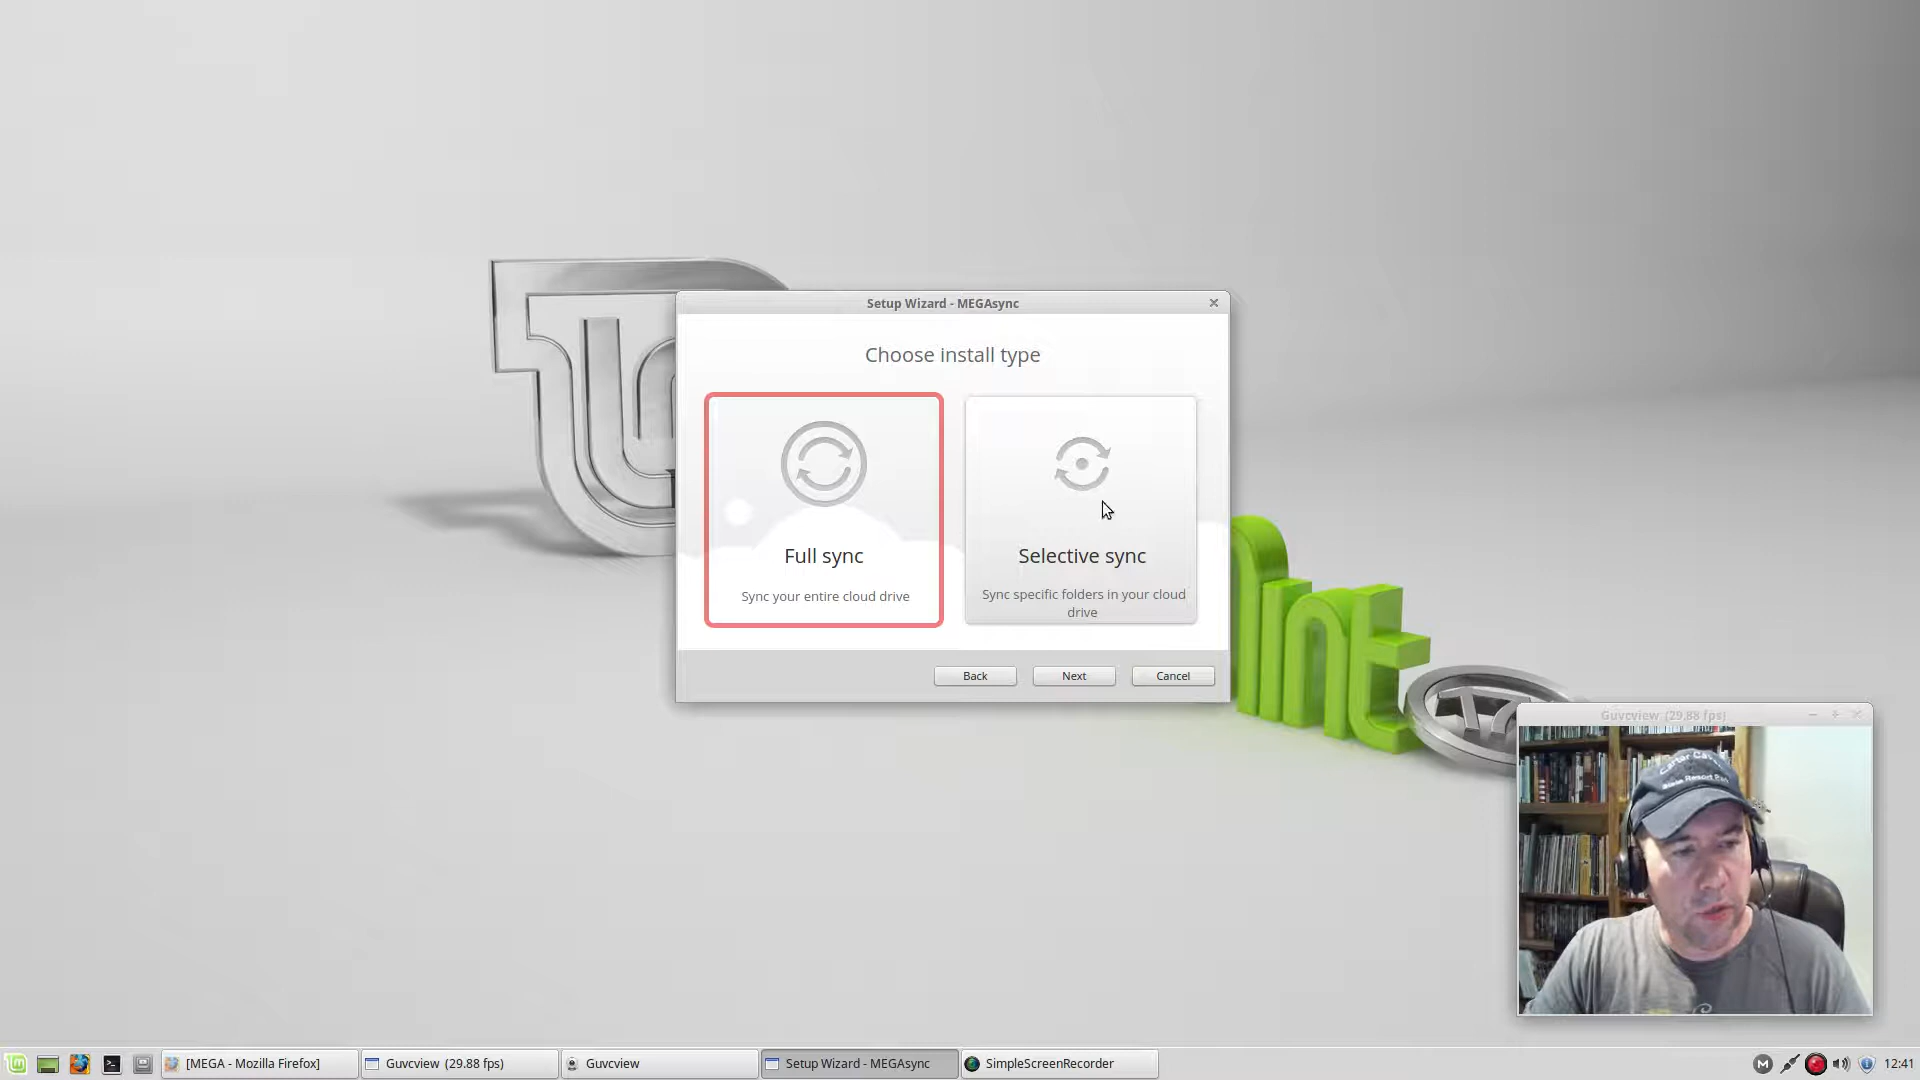 Setup Wizard - MEGAsync
Choose install type
Full sync
Sync your entire cloud drive
Selective sync
Sync specific folders in your cloud
drive
Back
Next
Cancel
int
17
Guvcview (29.88 fps)
[MEGA - Mozilla Firefox]
Guvcview (29.88 fps)
Guvcview
Setup Wizard - MEGAsync
SimpleScreenRecorder
M
12:41